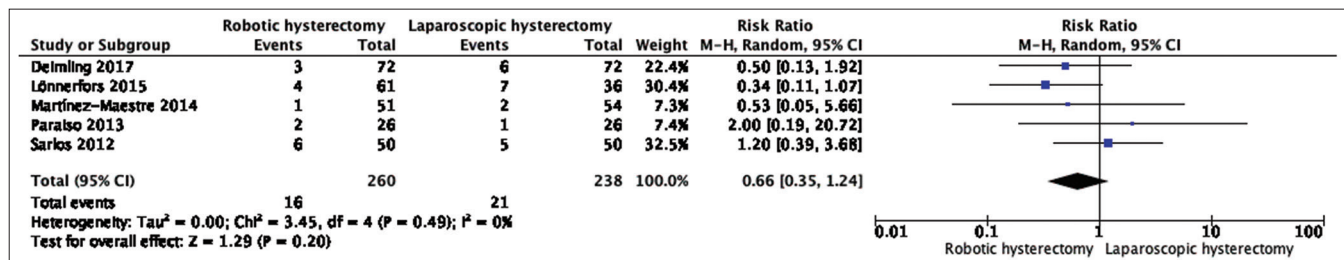 Robotic hysterectomy Laparoscopic hysterectomy Risk Ratio Risk Ratio
Study or Subgroup Events Total Events Total Weight M-H, Random, 95% CI M-H, Random, 95% CI
Deimling 2017 3 72 6 72 22.4% 0.50 [0.13, 1.92]
Lönnerfors 2015 4 61 7 36 30.4% 0.34 [0.11, 1.07]
Martínez-Maestre 2014 1 51 2 54 7.3% 0.53 [0.05, 5.66]
Paraiso 2013 2 26 1 26 7.4% 2.00 [0.19, 20.72]
Sarlos 2012 6 50 5 50 32.5% 1.20 [0.39, 3.68]
Total (95% CI) 260 238 100.0% 0.66 [0.35, 1.24]
Total events 16 21
Heterogeneity: Tau² = 0.00; Chi² = 3.45, df = 4 (P = 0.49); I² = 0%
Test for overall effect: Z = 1.29 (P = 0.20)
0.01 0.1 1 10 100
Robotic hysterectomy Laparoscopic hysterectomy